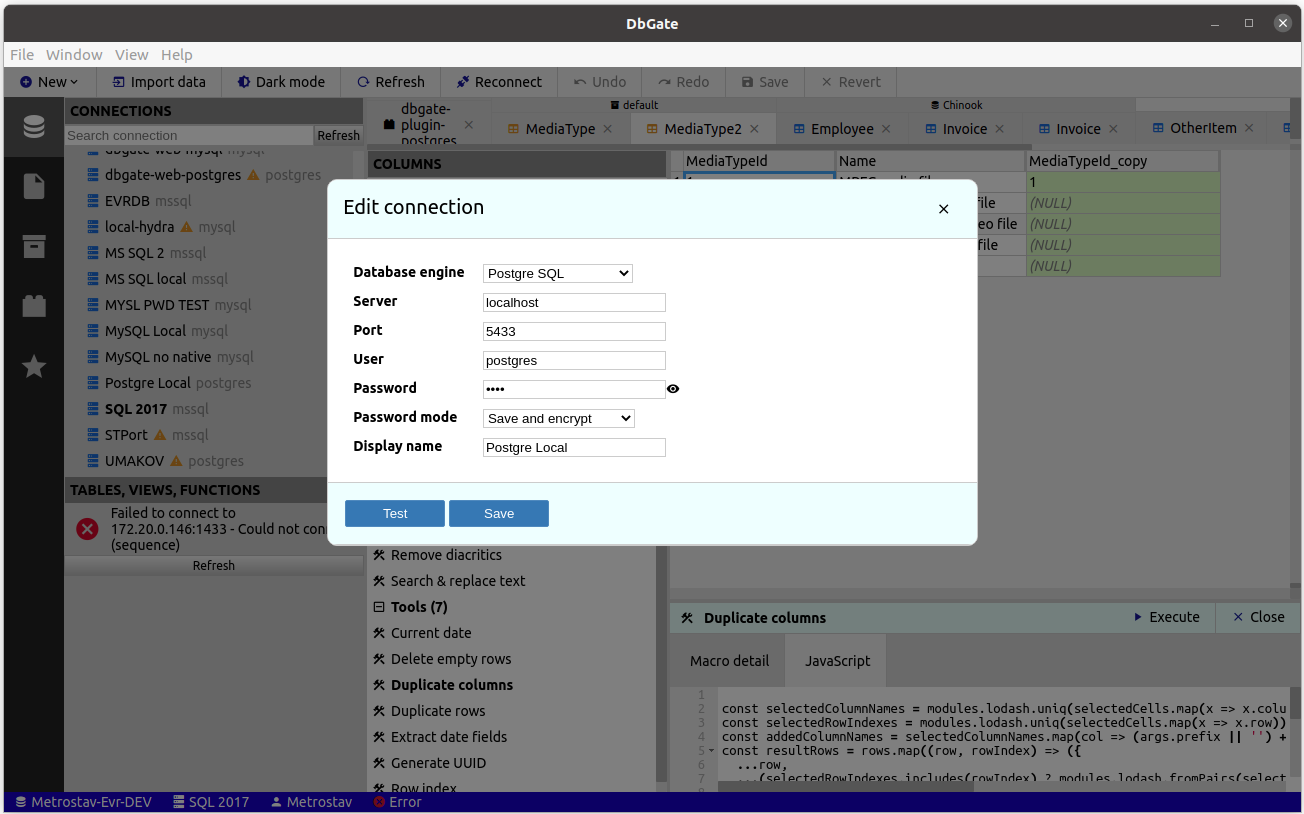 DbGate
File Window View Help
New Import data Dark mode Refresh Reconnect Undo Redo Save Revert
CONNECTIONS
Search connection Refresh
dbgate-web-mysql mysql
dbgate-web-postgres postgres
EVRDB mssql
local-hydra mysql
MS SQL 2 mssql
MS SQL local mssql
MYSL PWD TEST mysql
MySQL Local mysql
MySQL no native mysql
Postgre Local postgres
SQL 2017 mssql
STPort mssql
UMAKOV postgres
TABLES, VIEWS, FUNCTIONS
Failed to connect to
172.20.0.146:1433 - Could not con
(sequence)
Refresh
dbgate-
plugin-
postgres
default
Chinook
MediaType MediaType2 Employee Invoice Invoice OtherItem
COLUMNS
MediaTypeId Name MediaTypeId_copy
1
file (NULL)
eo file (NULL)
file (NULL)
(NULL)
Edit connection
Database engine Postgre SQL
Server localhost
Port 5433
User postgres
Password ••••
Password mode Save and encrypt
Display name Postgre Local
Test Save
Remove diacritics
Search & replace text
Tools (7)
Current date
Delete empty rows
Duplicate columns
Duplicate rows
Extract date fields
Generate UUID
Row index
Duplicate columns Execute Close
Macro detail JavaScript
1
2 const selectedColumnNames = modules.lodash.uniq(selectedCells.map(x => x.colu
3 const selectedRowIndexes = modules.lodash.uniq(selectedCells.map(x => x.row))
4 const addedColumnNames = selectedColumnNames.map(col => (args.prefix || '') +
5 const resultRows = rows.map((row, rowIndex) => ({
6 ...row,
7 ...(selectedRowIndexes.includes(rowIndex) ? modules.lodash.fromPairs(select
8
Metrostav-Evr-DEV SQL 2017 Metrostav Error